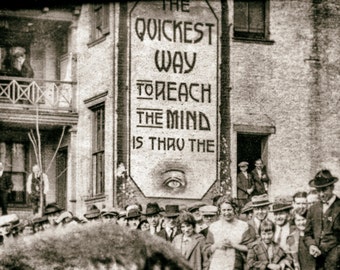 THE
QUICKEST
WAY
TO REACH
THE MIND
IS THRU THE